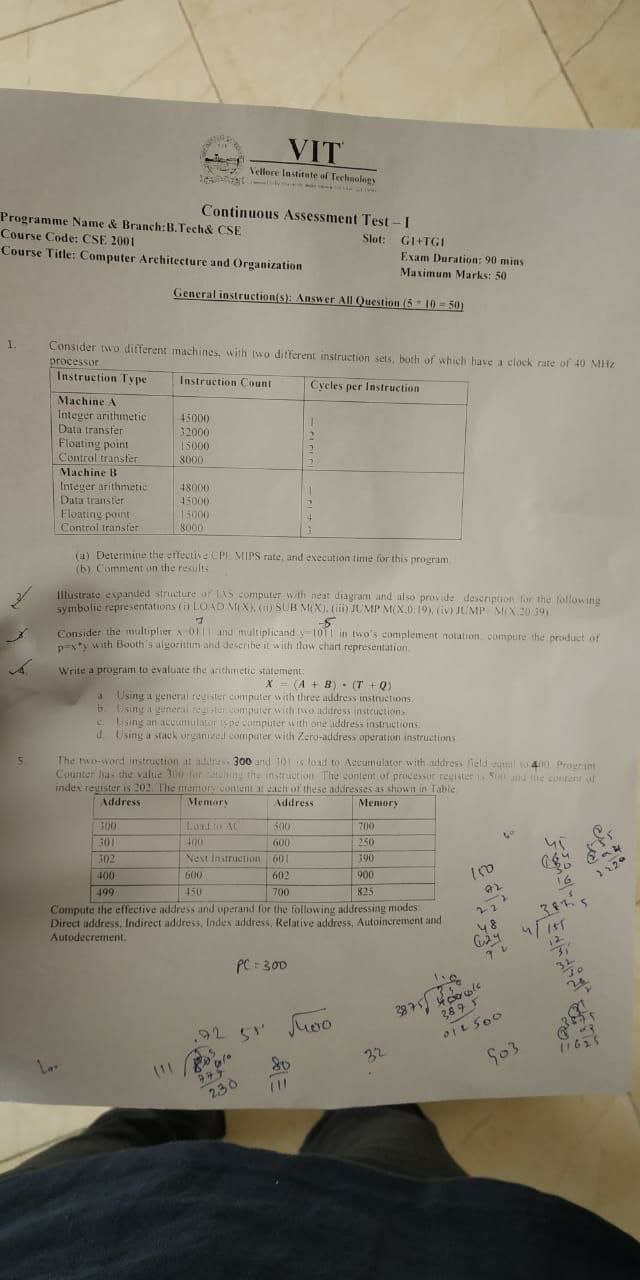 VIT
Vellore Institute of Technology
Continuous Assessment Test – I
Programme Name & Branch:B.Tech& CSE
Slot: G1+TG1
Course Code: CSE 2001
Exam Duration: 90 mins
Course Title: Computer Architecture and Organization
Maximum Marks: 50
General instruction(s): Answer All Question (5 * 10 = 50)
1. Consider two different machines, with two different instruction sets, both of which have a clock rate of 40 MHz
processor
Instruction Type Instruction Count Cycles per Instruction
Machine A
Integer arithmetic 45000 1
Data transfer 32000 2
Floating point 15000 2
Control transfer 8000 2
Machine B
Integer arithmetic 48000 1
Data transfer 45000 2
Floating point 15000 4
Control transfer 8000 3
(a) Determine the effective CPI, MIPS rate, and execution time for this program.
(b) Comment on the results
Illustrate expanded structure of IAS computer with neat diagram and also provide description for the following
symbolic representations (i) LOAD M(X), (ii) SUB M(X), (iii) JUMP M(X,0:19), (iv) JUMP+ M(X,20:39)
7 -5
Consider the multiplier x=0111 and multiplicand y=1011 in two's complement notation, compute the product of
p=x*y with Booth's algorithm and describe it with flow chart representation.
4. Write a program to evaluate the arithmetic statement:
X = (A + B) * (T + Q)
a. Using a general register computer with three address instructions.
b. Using a general register computer with two address instructions.
c. Using an accumulator type computer with one address instructions.
d. Using a stack organized computer with Zero-address operation instructions
5. The two-word instruction at address 300 and 301 is load to Accumulator with address field equal to 400. Program
Counter has the value 300 for fetching the instruction. The content of processor register is 500 and the content of
index register is 202. The memory content at each of these addresses as shown in Table.
Address Memory Address Memory
300 Load to AC 500 700
301 400 600 250
302 Next Instruction 601 390
400 600 602 900
499 450 700 825
Compute the effective address and operand for the following addressing modes:
Direct address, Indirect address, Index address, Relative address, Autoincrement and
Autodecrement.
PC = 300
150
48
4 155
3875
012500
.72 55 √400
32
903
111
230
80
111